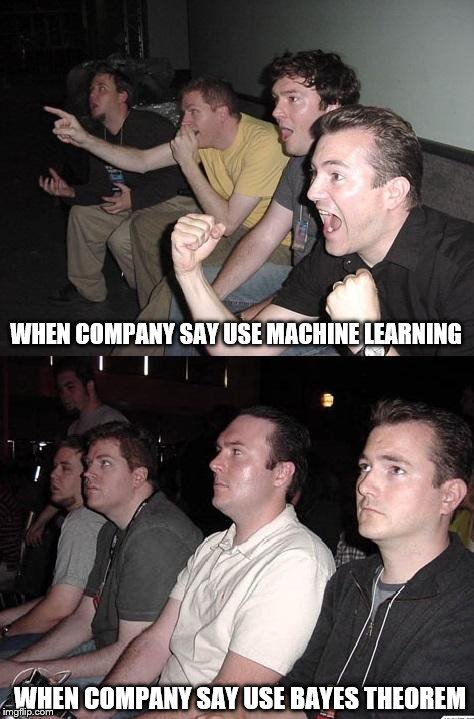 WHEN COMPANY SAY USE MACHINE LEARNING
WHEN COMPANY SAY USE BAYES THEOREM
imgflip.com